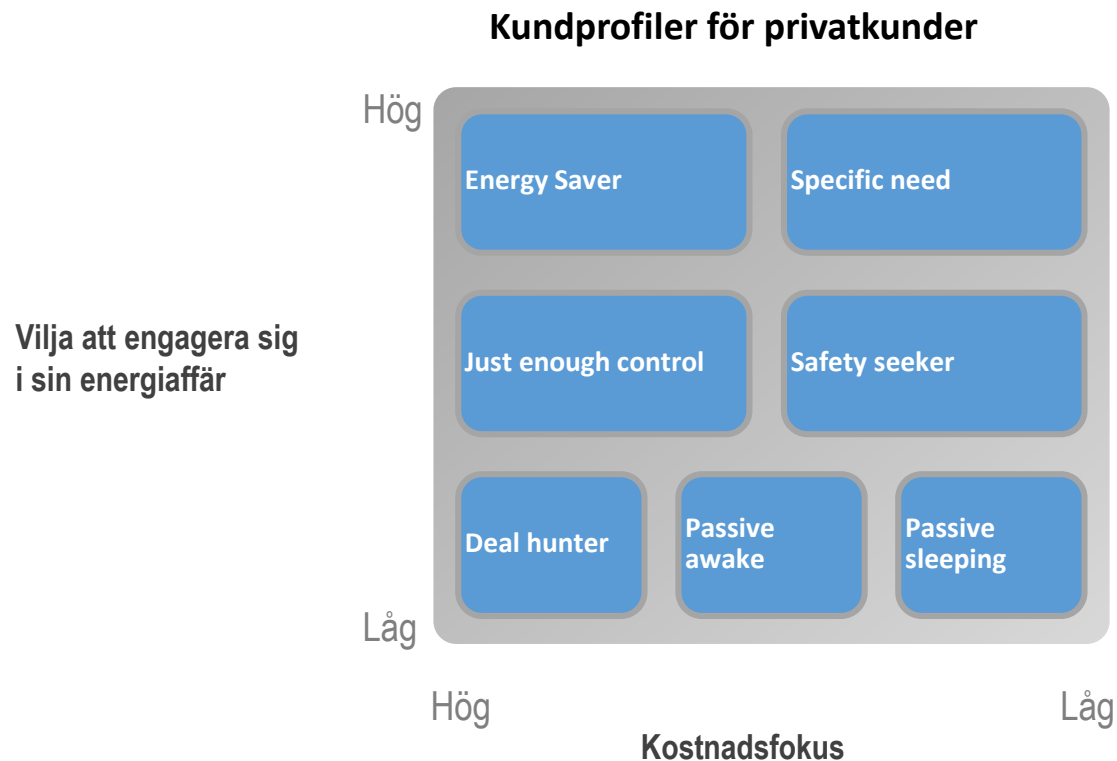 Kundprofiler för privatkunder
Hög
Energy Saver
Specific need
Vilja att engagera sig
i sin energiaffär
Just enough control
Safety seeker
Deal hunter
Passive
awake
Passive
sleeping
Låg
Hög
Låg
Kostnadsfokus